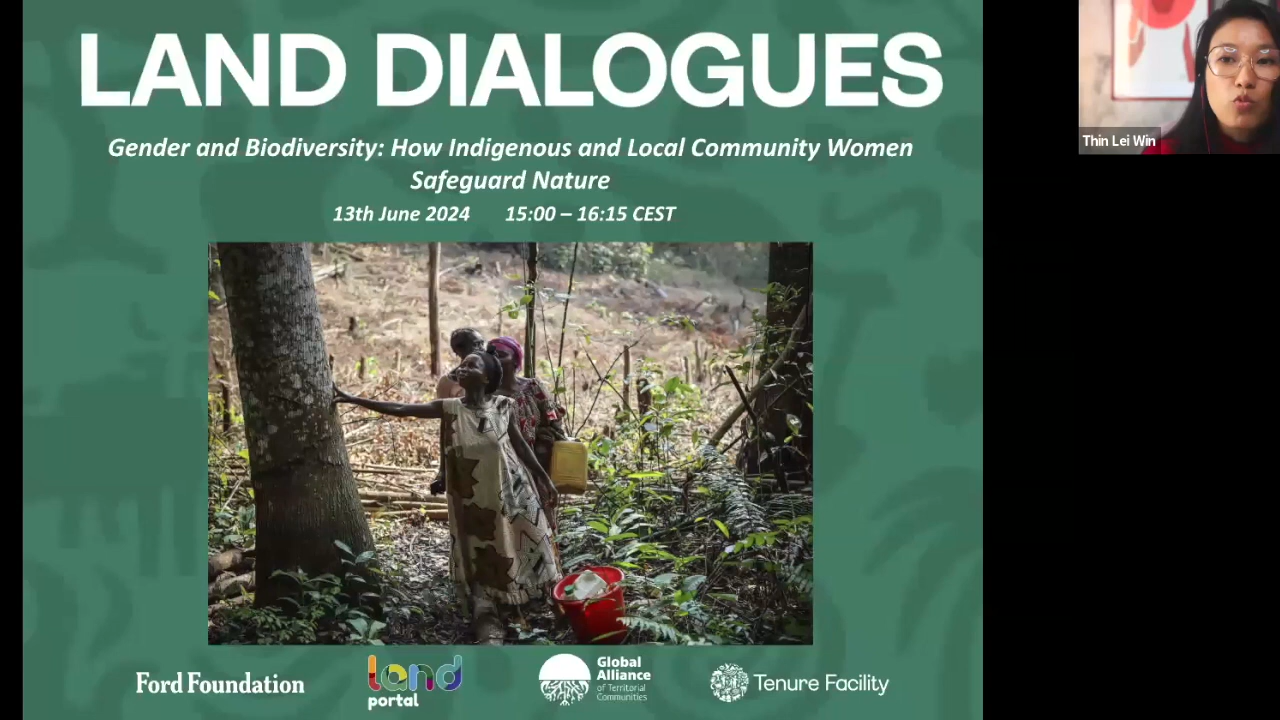 LAND DIALOGUES
Gender and Biodiversity: How Indigenous and Local Community Women
Safeguard Nature
13th June 2024 15:00 – 16:15 CEST
Thin Lei Win
Ford Foundation
land
portal
Global
Alliance
of Territorial
Communities
Tenure Facility